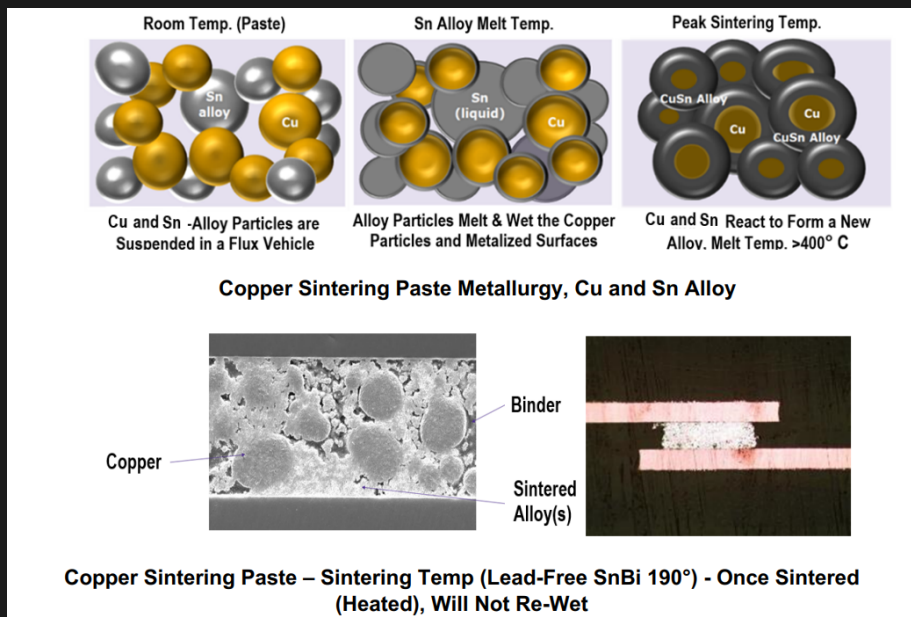 Room Temp. (Paste)
Sn Alloy Melt Temp.
Peak Sintering Temp.
Sn
alloy
Cu
Sn
(liquid)
Cu
CuSn Alloy
Cu
Cu
CuSn Alloy
Cu and Sn -Alloy Particles are
Suspended in a Flux Vehicle
Alloy Particles Melt & Wet the Copper
Particles and Metalized Surfaces
Cu and Sn React to Form a New
Alloy. Melt Temp. >400° C
Copper Sintering Paste Metallurgy, Cu and Sn Alloy
Copper
Binder
Sintered
Alloy(s)
Copper Sintering Paste – Sintering Temp (Lead-Free SnBi 190°) - Once Sintered
(Heated), Will Not Re-Wet